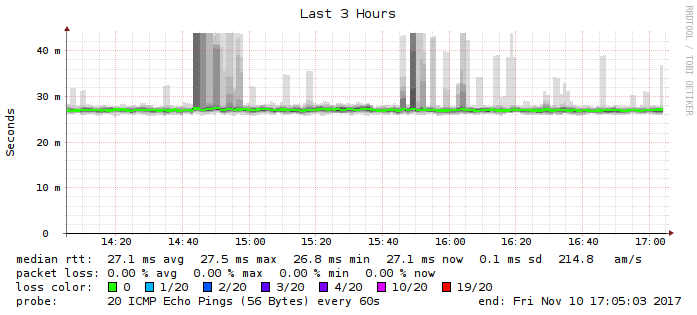 Last 3 Hours
RRDTOOL / TOBI OETIKER
Seconds
40 m
30 m
20 m
10 m
0
14:20 14:40 15:00 15:20 15:40 16:00 16:20 16:40 17:00
median rtt: 27.1 ms avg 27.5 ms max 26.8 ms min 27.1 ms now 0.1 ms sd 214.8 am/s
packet loss: 0.00 % avg 0.00 % max 0.00 % min 0.00 % now
loss color: 0 1/20 2/20 3/20 4/20 10/20 19/20
probe: 20 ICMP Echo Pings (56 Bytes) every 60s end: Fri Nov 10 17:05:03 2017